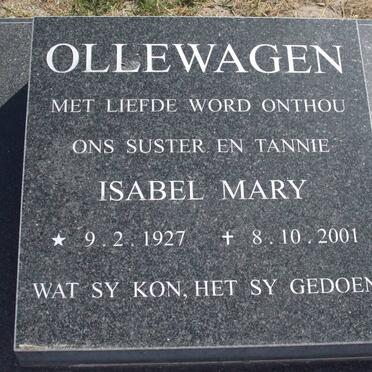 OLLEWAGEN
MET LIEFDE WORD ONTHOU
ONS SUSTER EN TANNIE
ISABEL MARY
★ 9.2.1927 ✝ 8.10.2001
WAT SY KON, HET SY GEDOEN